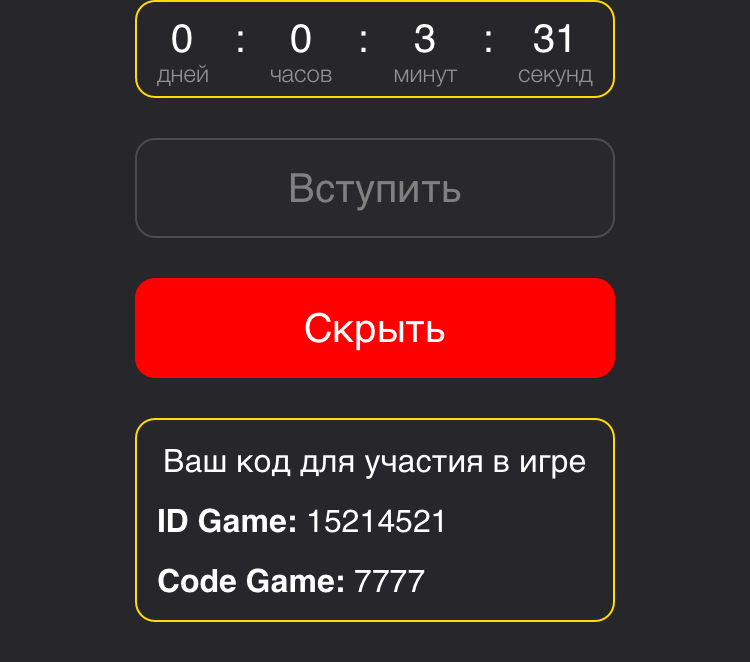 0 : 0 : 3 : 31
дней часов минут секунд
Вступить
Скрыть
Ваш код для участия в игре
ID Game: 15214521
Code Game: 7777